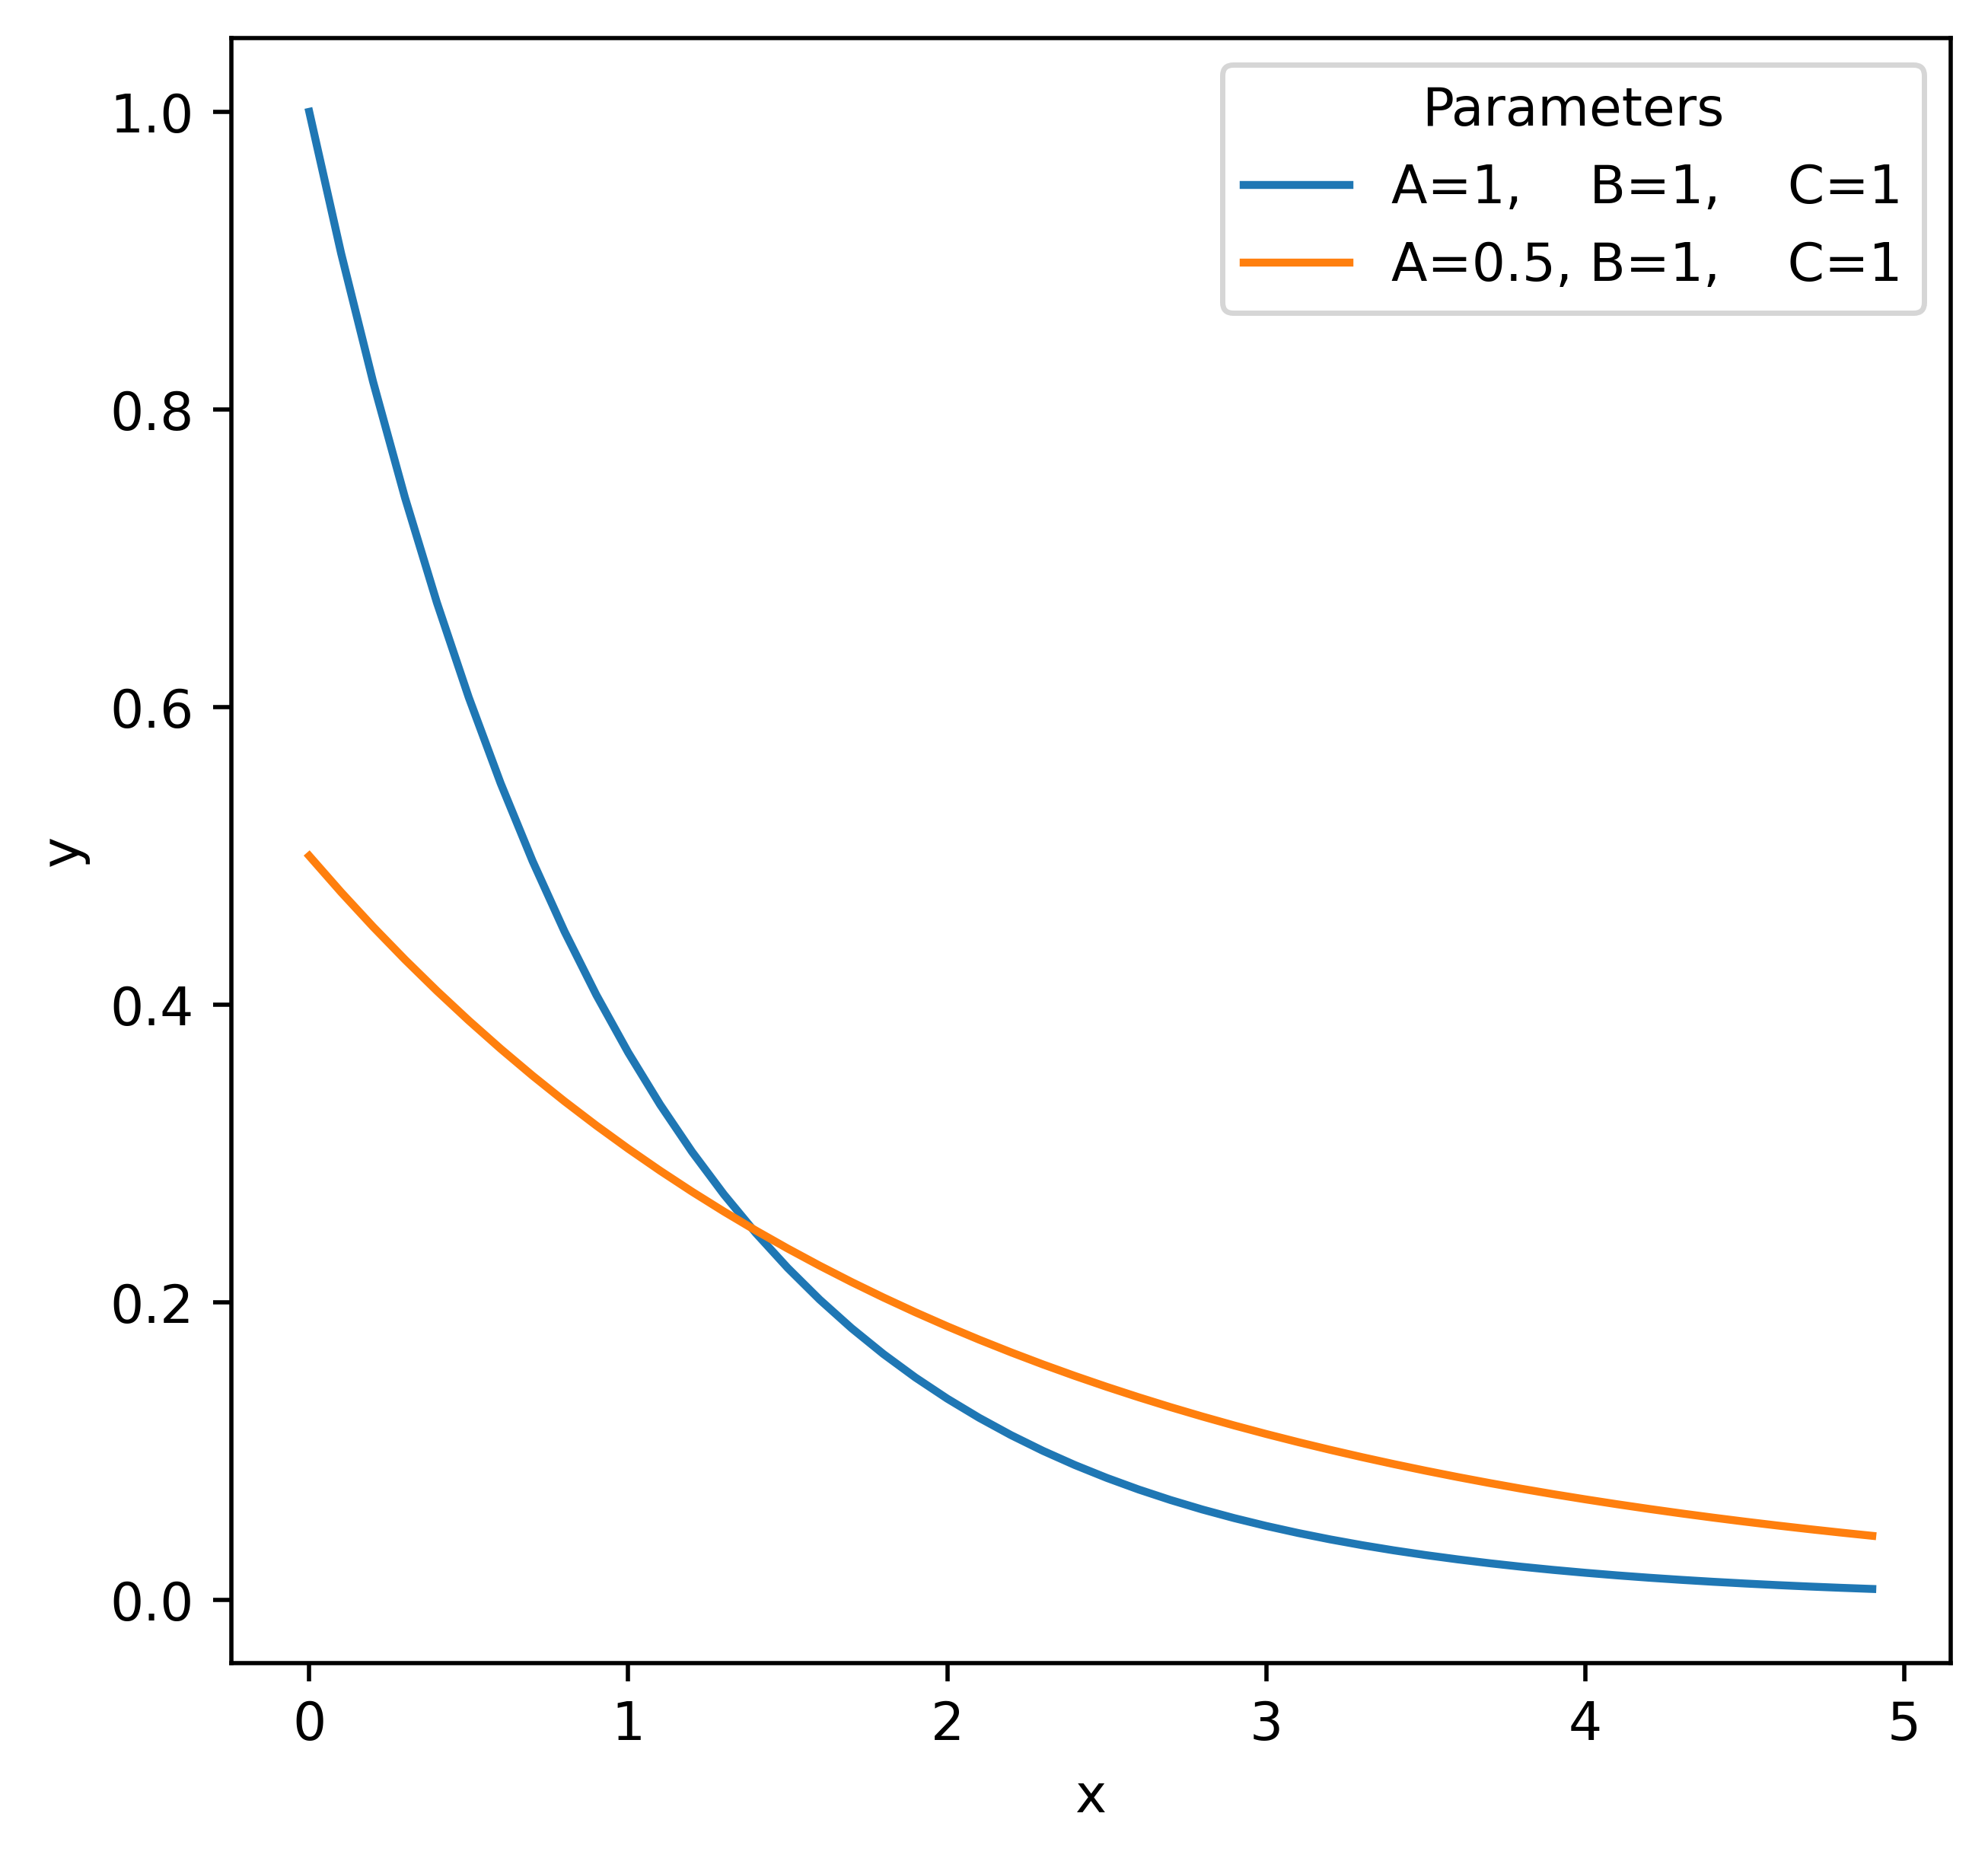 Parameters
A=1, B=1, C=1
A=0.5, B=1, C=1
1.0
0.8
0.6
0.4
0.2
0.0
y
0 1 2 3 4 5
x